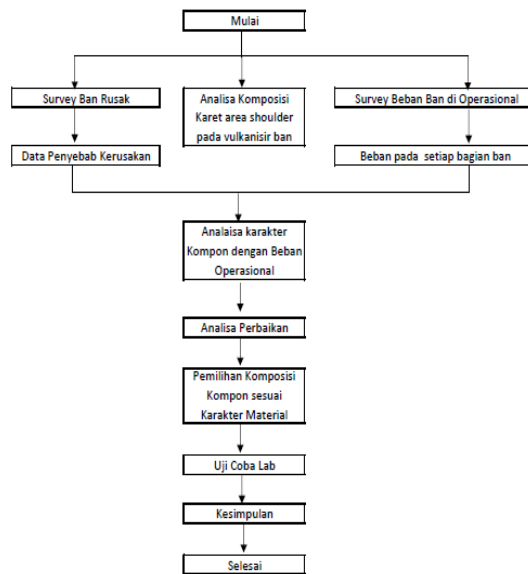 Mulai
Survey Ban Rusak
Analisa Komposisi
Karet area shoulder
pada vulkanisir ban
Survey Beban Ban di Operasional
Data Penyebab Kerusakan
Beban pada setiap bagian ban
Analaisa karakter
Kompon dengan Beban
Operasional
Analisa Perbaikan
Pemilihan Komposisi
Kompon sesuai
Karakter Material
Uji Coba Lab
Kesimpulan
Selesai